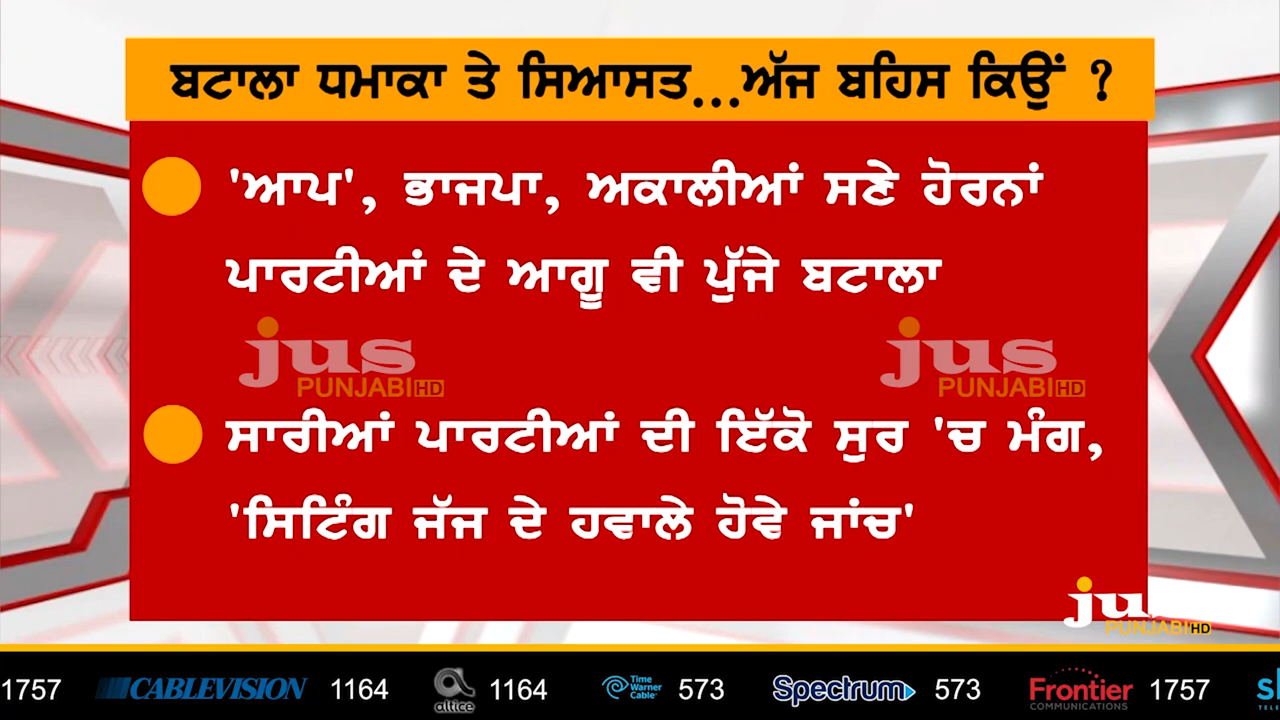 ਬਟਾਲਾ ਧਮਾਕਾ ਤੇ ਸਿਆਸਤ...ਅੱਜ ਬਹਿਸ ਕਿਉਂ ?
'ਆਪ', ਭਾਜਪਾ, ਅਕਾਲੀਆਂ ਸਣੇ ਹੋਰਨਾਂ
ਪਾਰਟੀਆਂ ਦੇ ਆਗੂ ਵੀ ਪੁੱਜੇ ਬਟਾਲਾ
jus jus
PUNJABI HD PUNJABI HD
ਸਾਰੀਆਂ ਪਾਰਟੀਆਂ ਦੀ ਇੱਕੋ ਸੁਰ 'ਚ ਮੰਗ,
'ਸਿਟਿੰਗ ਜੱਜ ਦੇ ਹਵਾਲੇ ਹੋਵੇ ਜਾਂਚ'
jus
PUNJABI HD
1757 CABLEVISION 1164 altice 1164 Time Warner Cable 573 Spectrum 573 Frontier COMMUNICATIONS 1757